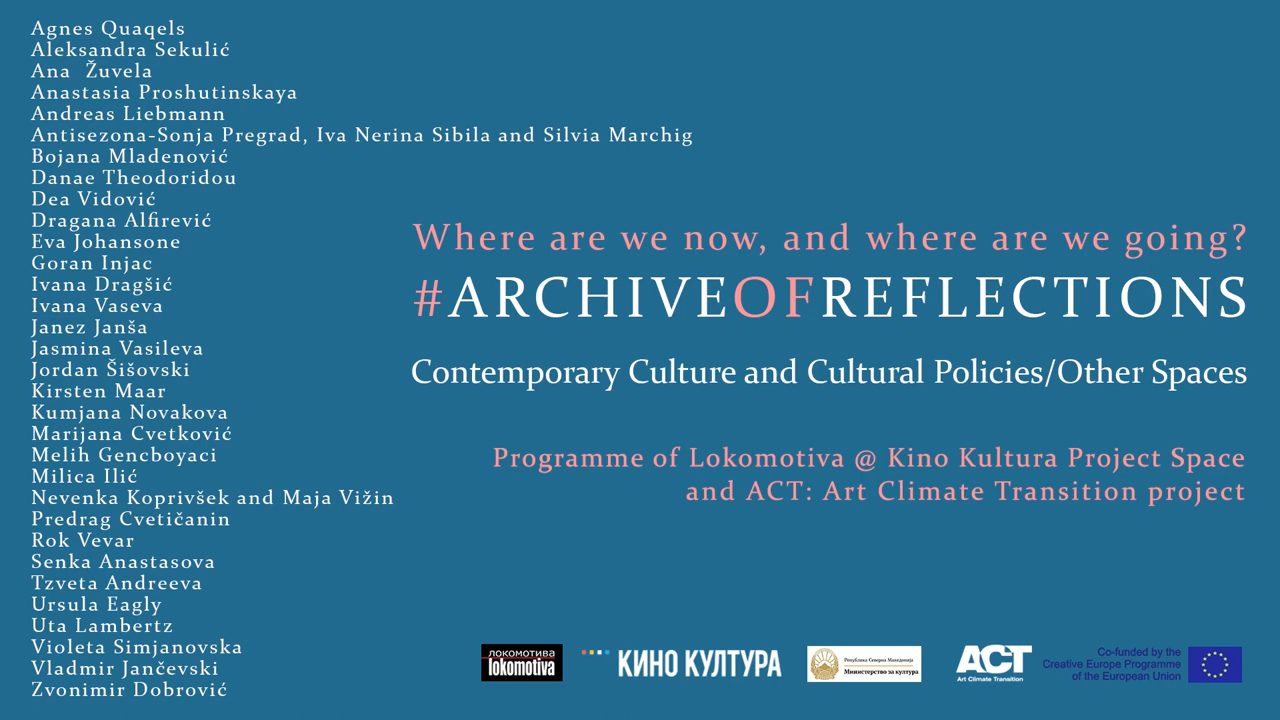 Agnes Quaqels
Aleksandra Sekulić
Ana  Žuvela
Anastasia Proshutinskaya
Andreas Liebmann
Antisezona-Sonja Pregrad, Iva Nerina Sibila and Silvia Marchig
Bojana Mladenović
Danae Theodoridou
Dea Vidović
Dragana Alfirević
Eva Johansone
Goran Injac
Ivana Dragšić
Ivana Vaseva
Janez Janša
Jasmina Vasileva
Jordan Šišovski
Kirsten Maar
Kumjana Novakova
Marijana Cvetković
Melih Gencboyaci
Milica Ilić
Nevenka Koprivšek and Maja Vižin
Predrag Cvetičanin
Rok Vevar
Senka Anastasova
Tzveta Andreeva
Ursula Eagly
Uta Lambertz
Violeta Simjanovska
Vladmir Jančevski
Zvonimir Dobrović
Where are we now, and where are we going?
#ARCHIVEOFREFLECTIONS
Contemporary Culture and Cultural Policies/Other Spaces
Programme of Lokomotiva @ Kino Kultura Project Space
and ACT: Art Climate Transition project
ЛОКОМОТИВА
lokomotiva
КИНО КУЛТУРА
Република Северна Македонија
Министерство за култура
ACT
Art Climate Transition
Co-funded by the
Creative Europe Programme
of the European Union